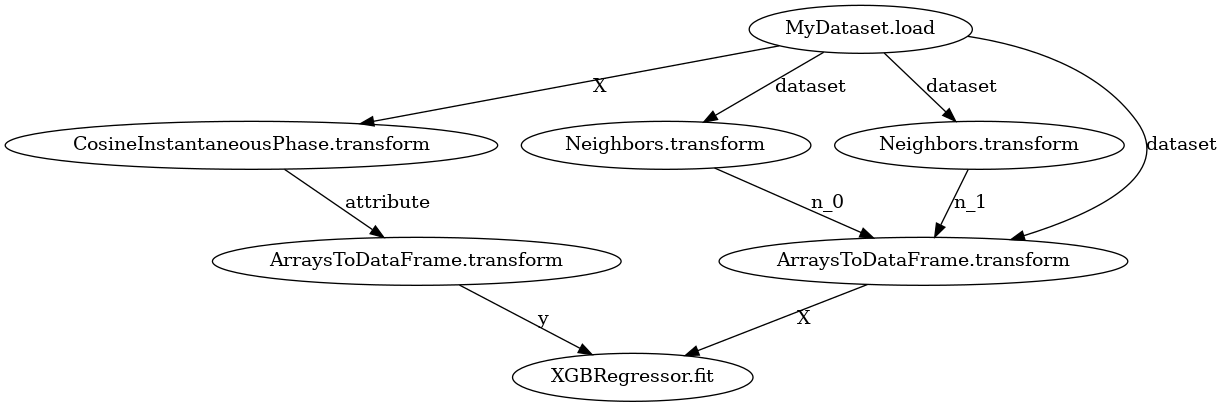 MyDataset.load
X
dataset
dataset
dataset
CosineInstantaneousPhase.transform
Neighbors.transform
Neighbors.transform
attribute
n_0
n_1
ArraysToDataFrame.transform
ArraysToDataFrame.transform
y
X
XGBRegressor.fit